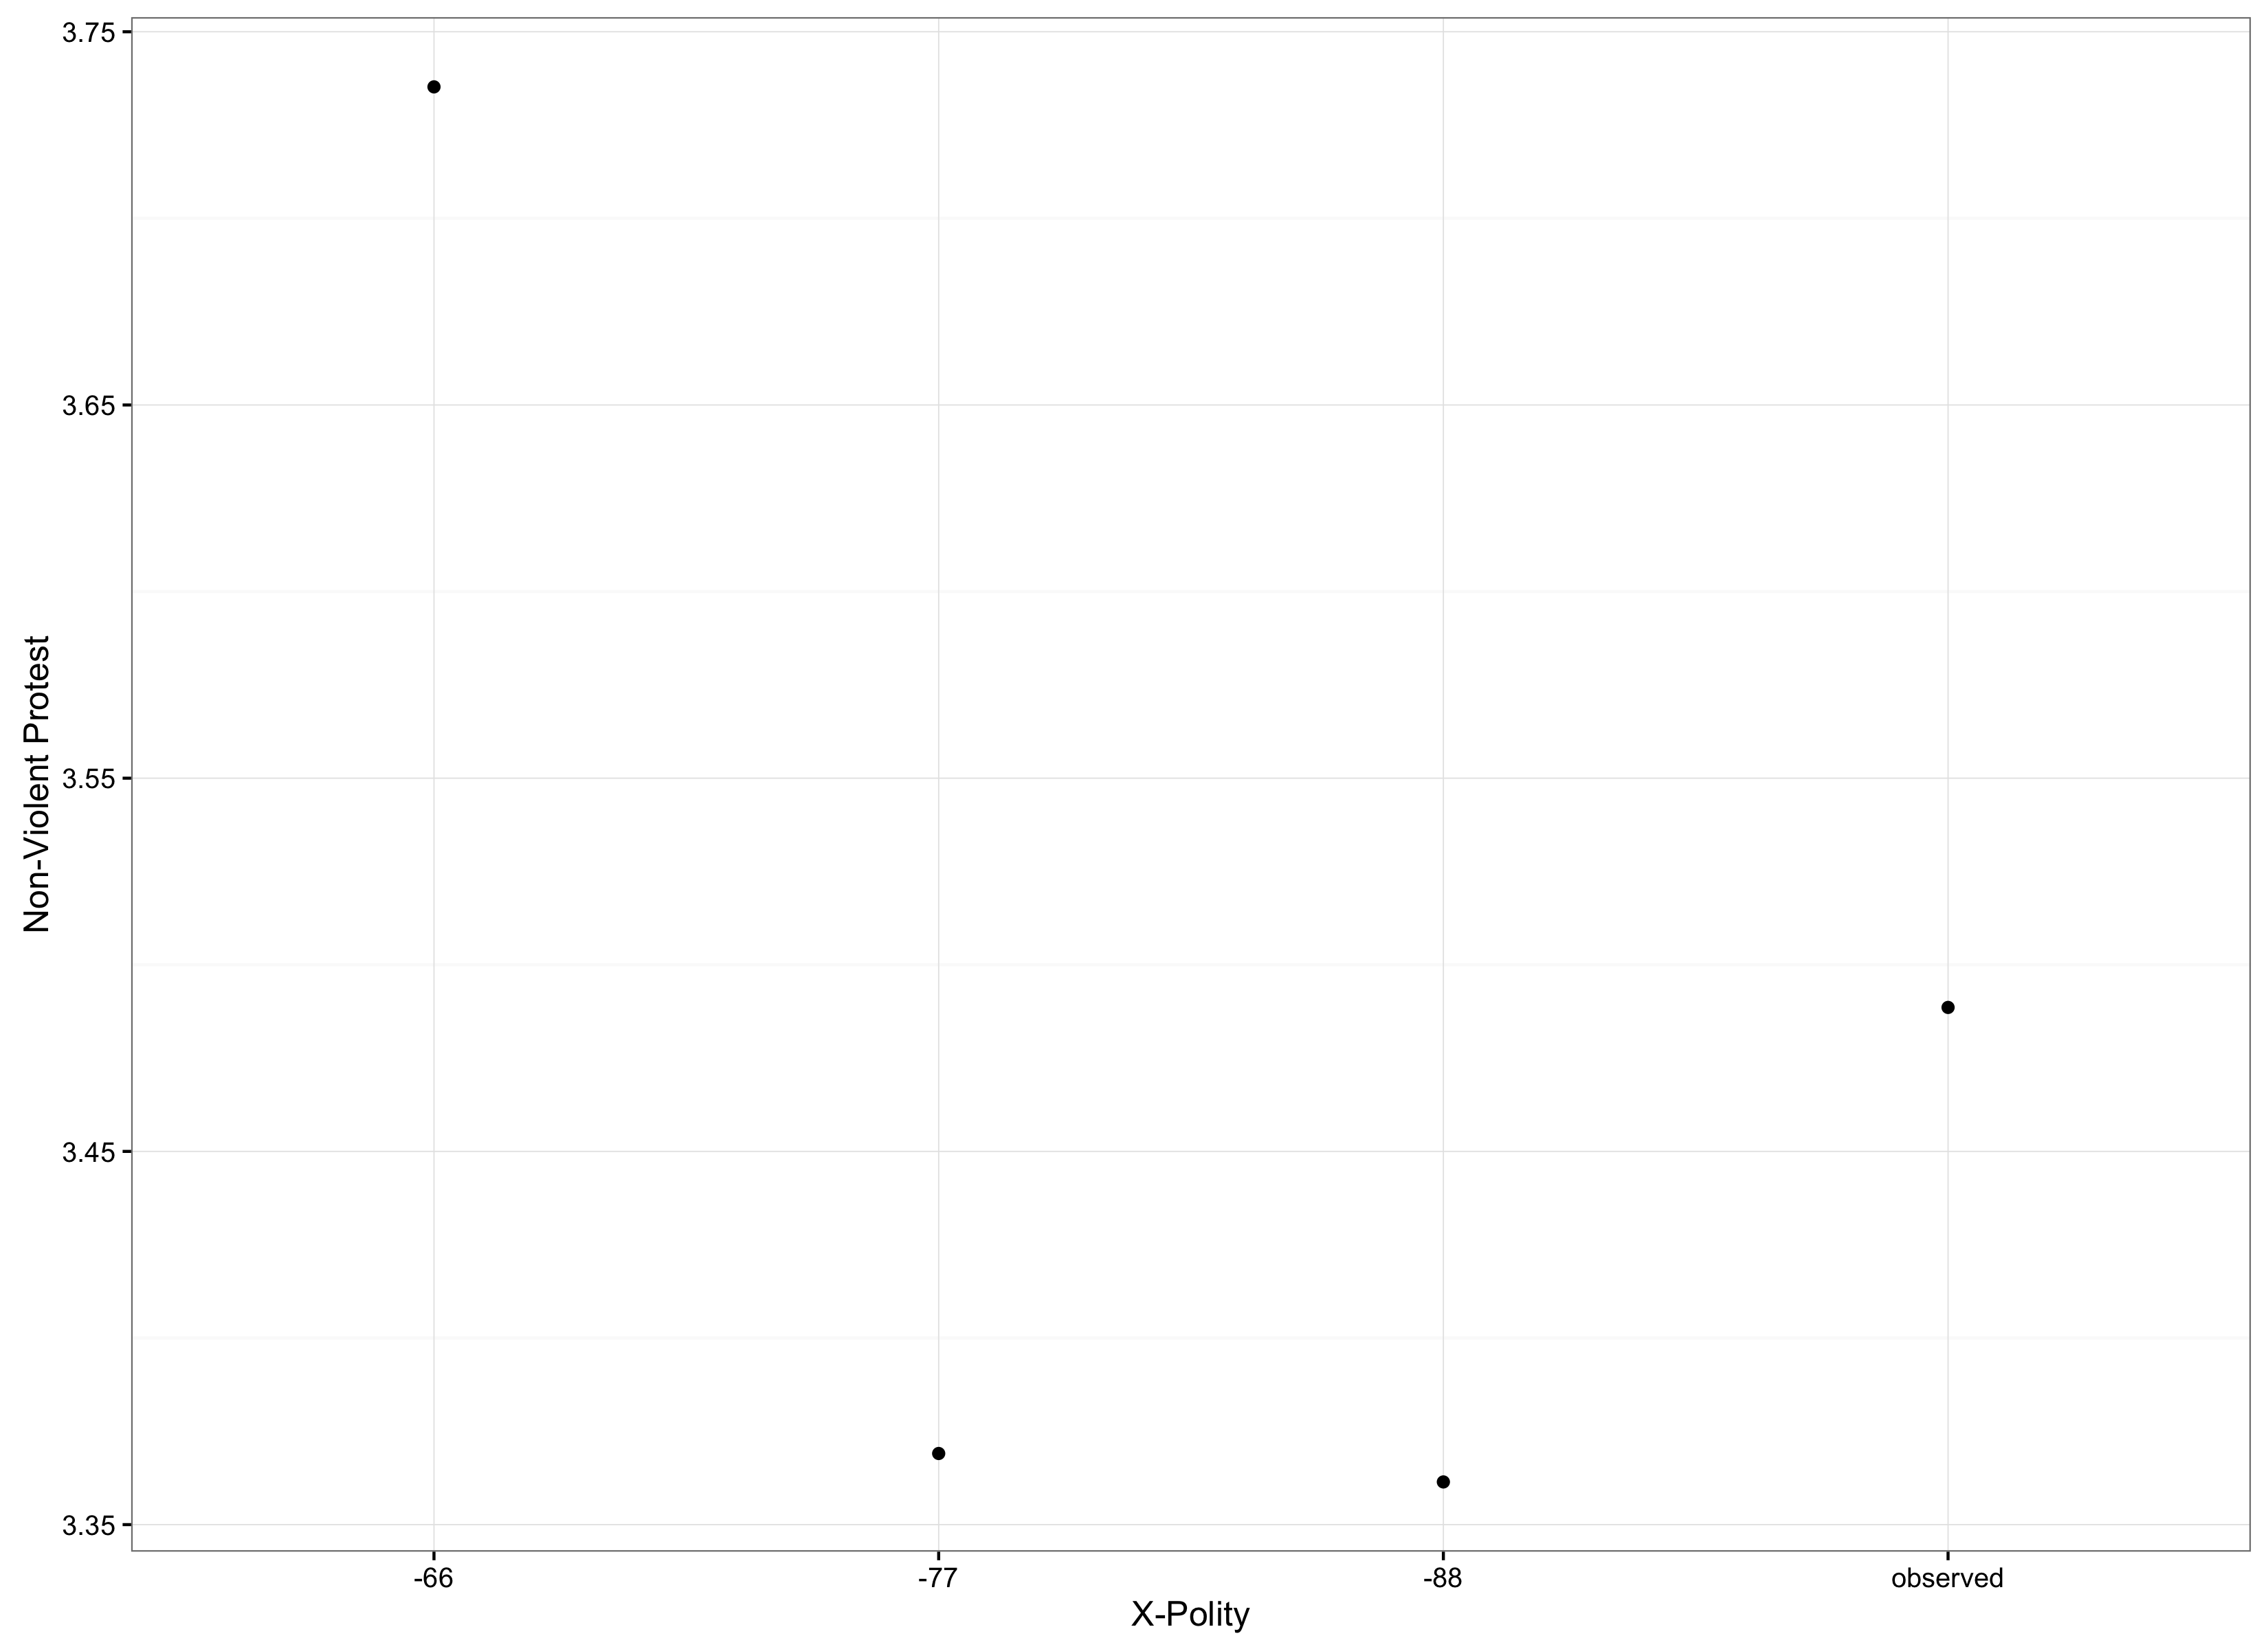 3.75
3.65
3.55
3.45
3.35
Non-Violent Protest
-66 -77 -88 observed
X-Polity